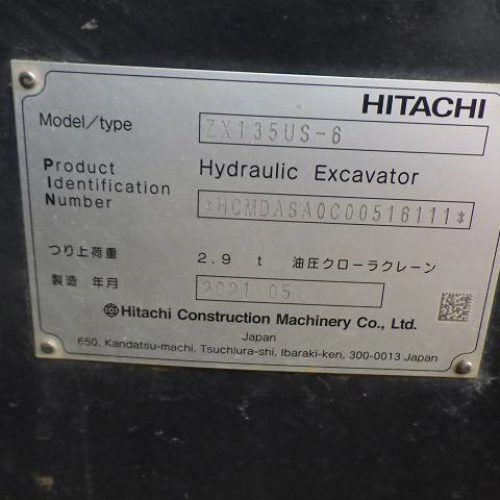 HITACHI
Model/type ZX135US-6
Product Hydraulic Excavator
Identification
Number *HCMDASA0C00516111*
つり上荷重 2.9 t 油圧クローラクレーン
製造 年月 2021-05
Hitachi Construction Machinery Co., Ltd.
Japan
650, Kandatsu-machi, Tsuchiura-shi, Ibaraki-ken, 300-0013 Japan